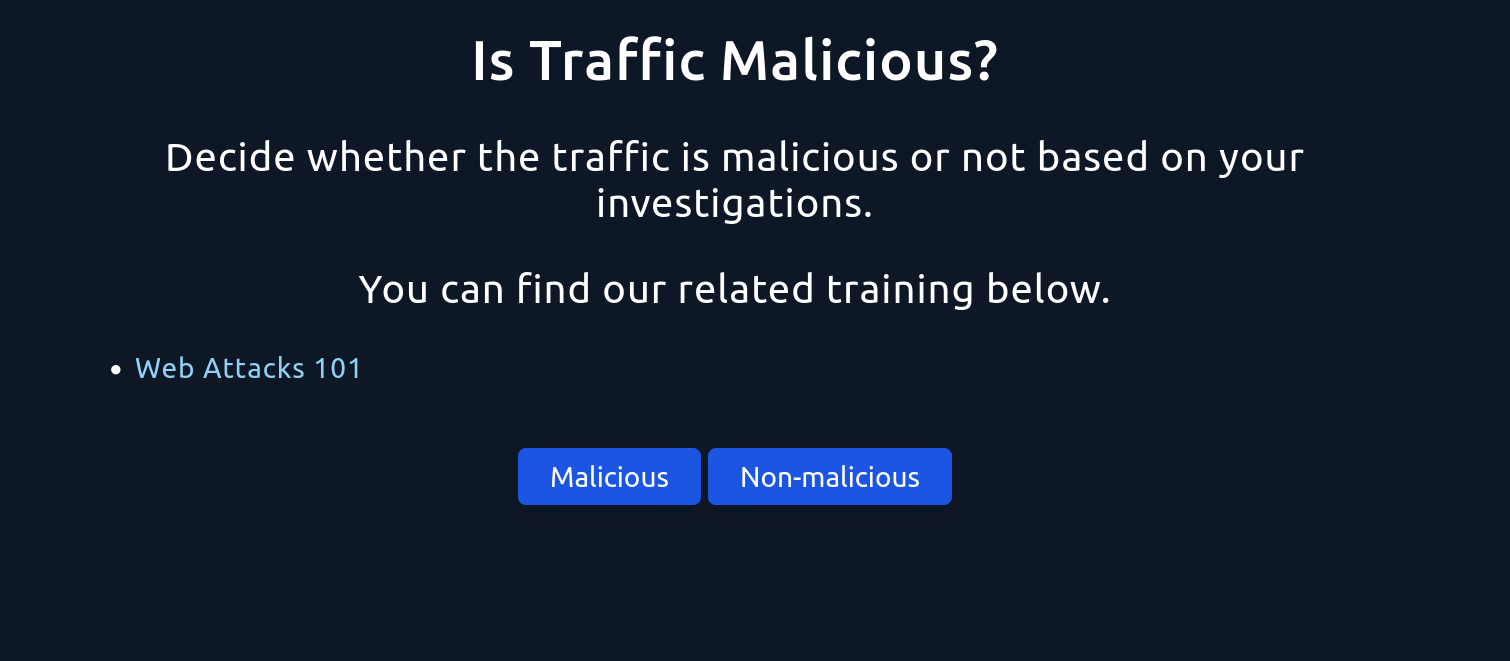 Is Traffic Malicious?
Decide whether the traffic is malicious or not based on your
investigations.
You can find our related training below.
• Web Attacks 101
Malicious
Non-malicious